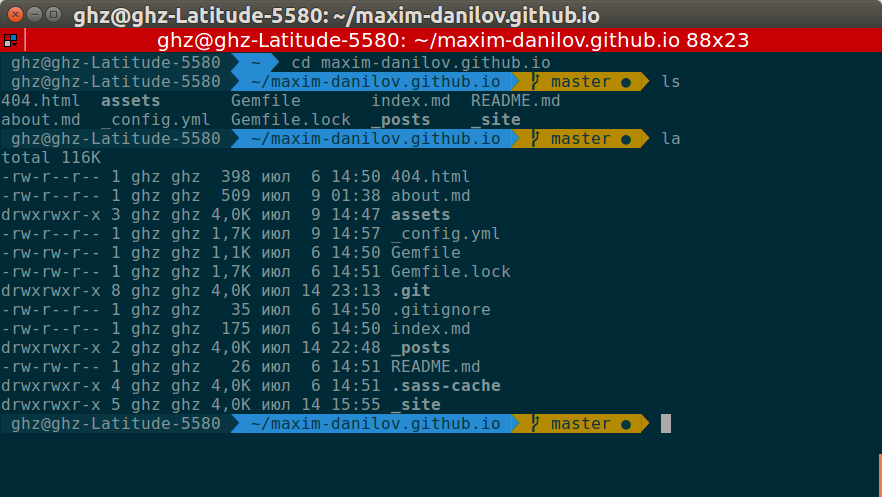 ghz@ghz-Latitude-5580: ~/maxim-danilov.github.io
ghz@ghz-Latitude-5580: ~/maxim-danilov.github.io 88x23
ghz@ghz-Latitude-5580 ~ cd maxim-danilov.github.io
ghz@ghz-Latitude-5580 ~/maxim-danilov.github.io master ● ls
404.html assets Gemfile index.md README.md
about.md _config.yml Gemfile.lock _posts _site
ghz@ghz-Latitude-5580 ~/maxim-danilov.github.io master ● la
total 116K
-rw-r--r-- 1 ghz ghz 398 июл 6 14:50 404.html
-rw-r--r-- 1 ghz ghz 509 июл 9 01:38 about.md
drwxrwxr-x 3 ghz ghz 4,0K июл 9 14:47 assets
-rw-r--r-- 1 ghz ghz 1,7K июл 9 14:57 _config.yml
-rw-rw-r-- 1 ghz ghz 1,1K июл 6 14:50 Gemfile
-rw-rw-r-- 1 ghz ghz 1,7K июл 6 14:51 Gemfile.lock
drwxrwxr-x 8 ghz ghz 4,0K июл 14 23:13 .git
-rw-r--r-- 1 ghz ghz 35 июл 6 14:50 .gitignore
-rw-r--r-- 1 ghz ghz 175 июл 6 14:50 index.md
drwxrwxr-x 2 ghz ghz 4,0K июл 14 22:48 _posts
-rw-rw-r-- 1 ghz ghz 26 июл 6 14:51 README.md
drwxrwxr-x 4 ghz ghz 4,0K июл 6 14:51 .sass-cache
drwxrwxr-x 5 ghz ghz 4,0K июл 14 15:55 _site
ghz@ghz-Latitude-5580 ~/maxim-danilov.github.io master ●